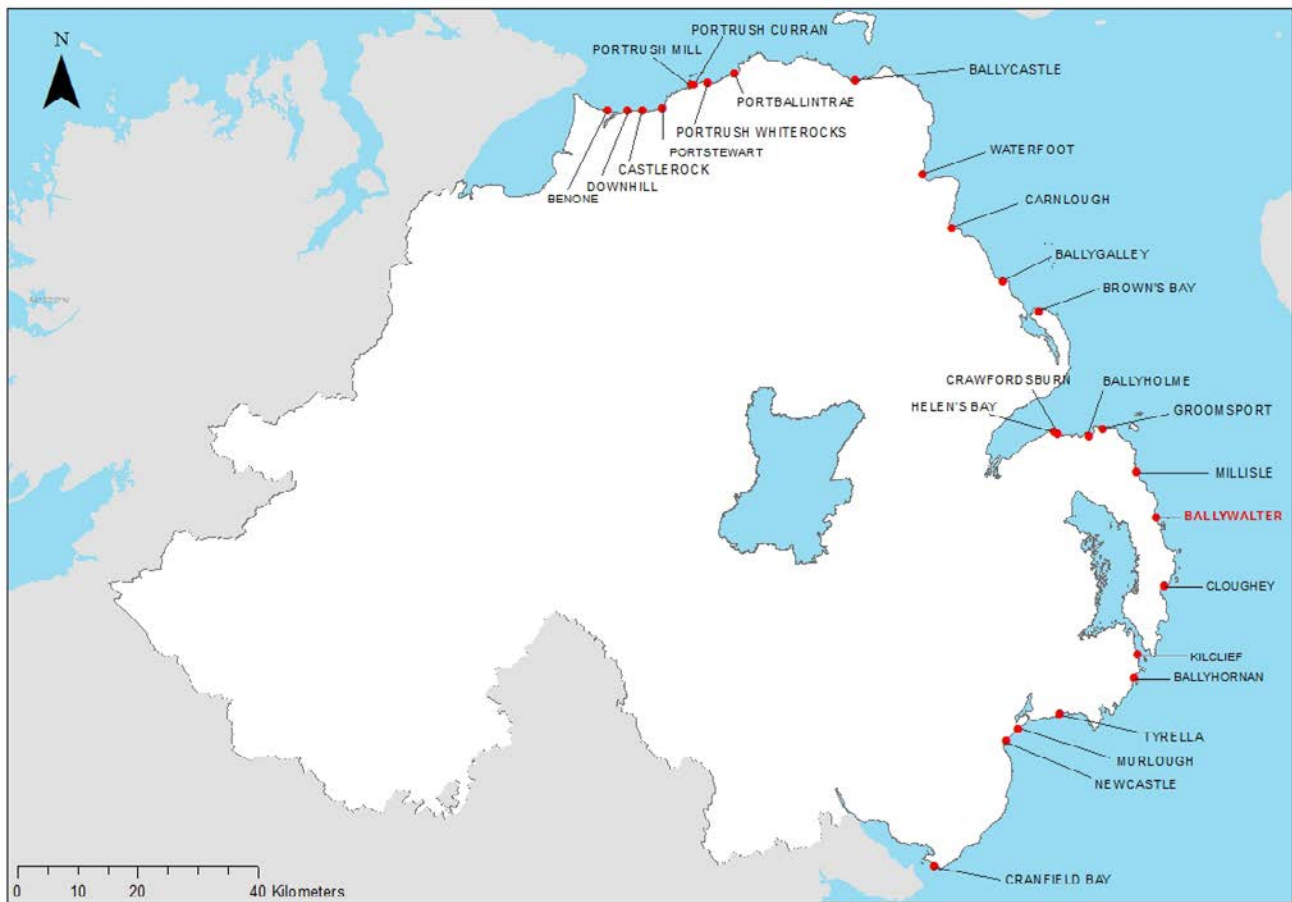 N
PORTRUSH CURRAN
PORTRUSH MILL
BALLYCASTLE
PORTBALLINTRAE
PORTRUSH WHITEROCKS
PORTSTEWART
CASTLEROCK
DOWNHILL
BENONE
WATERFOOT
CARNLOUGH
BALLYGALLEY
BROWN'S BAY
CRAWFORDSBURN
BALLYHOLME
HELEN'S BAY
GROOMSPORT
MILLISLE
BALLYWALTER
CLOUGHEY
KILCLIEF
BALLYHORNAN
TYRELLA
MURLOUGH
NEWCASTLE
CRANFIELD BAY
0 10 20 40 Kilometers